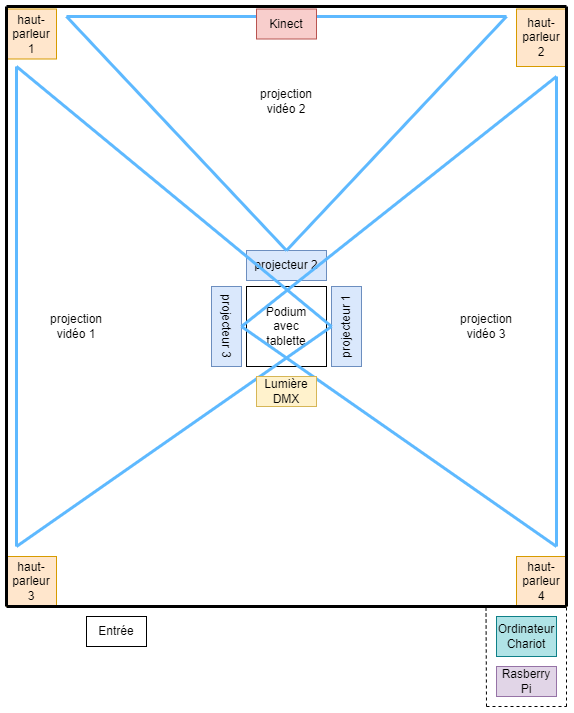 haut-
parleur
1
Kinect
haut-
parleur
2
projection
vidéo 2
projecteur 2
projecteur 3
Podium
avec
tablette
projecteur 1
projection
vidéo 1
projection
vidéo 3
Lumière
DMX
haut-
parleur
3
haut-
parleur
4
Entrée
Ordinateur
Chariot
Rasberry
Pi